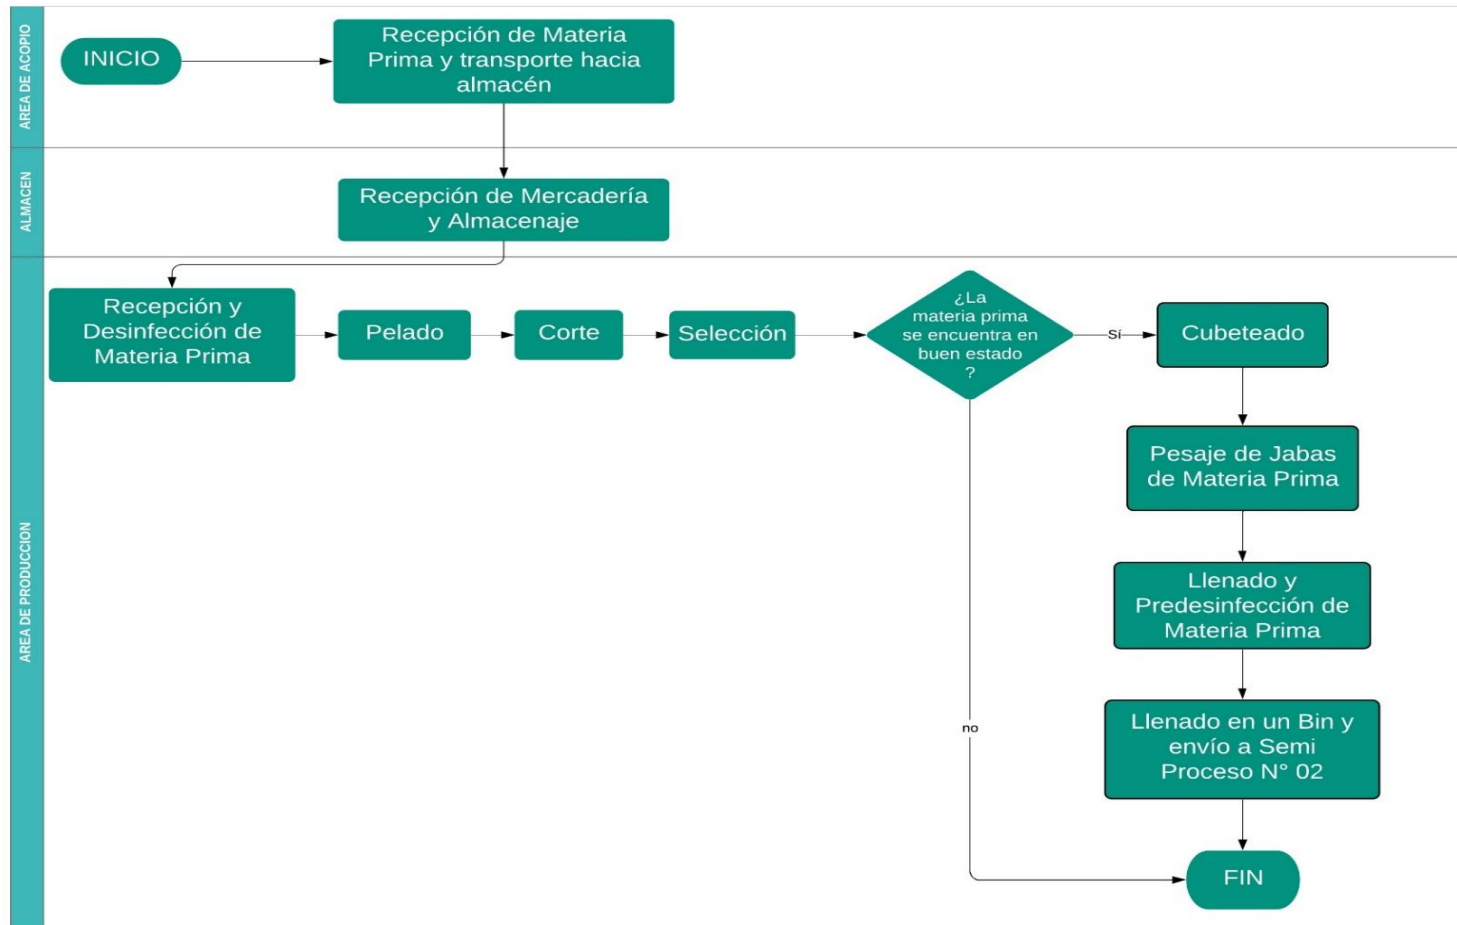 AREA DE ACOPIO
INICIO
Recepción de Materia
Prima y transporte hacia
almacén
ALMACEN
Recepción de Mercadería
y Almacenaje
AREA DE PRODUCCION
Recepción y
Desinfección de
Materia Prima
Pelado
Corte
Selección
¿La
materia prima
se encuentra en
buen estado
?
Sí
Cubeteado
Pesaje de Jabas
de Materia Prima
Llenado y
Predesinfección de
Materia Prima
no
Llenado en un Bin y
envío a Semi
Proceso N° 02
FIN